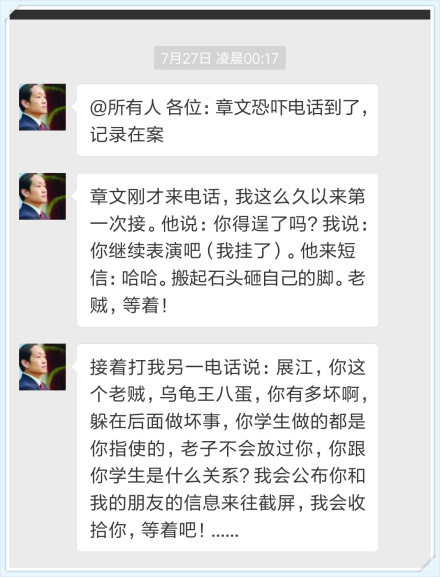 7月27日 凌晨00:17
@所有人 各位：章文恐吓电话到了，
记录在案
章文刚才来电话，我这么久以来第
一次接。他说：你得逞了吗？我说：
你继续表演吧（我挂了）。他来短
信：哈哈。搬起石头砸自己的脚。老
贼，等着！
接着打我另一电话说：展江，你这
个老贼，乌龟王八蛋，你有多坏啊，
躲在后面做坏事，你学生做的都是
你指使的，老子不会放过你，你跟
你学生是什么关系？我会公布你和
我的朋友的信息来往截屏，我会收
拾你，等着吧！......